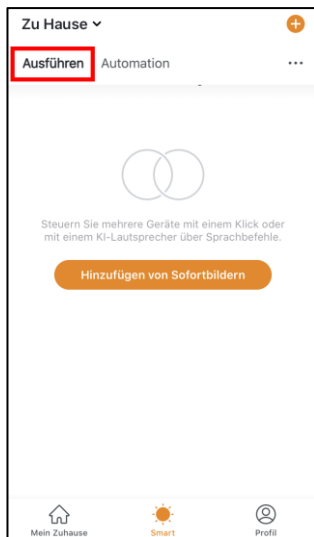 Zu Hause
Ausführen Automation
Steuern Sie mehrere Geräte mit einem Klick oder
mit einem KI-Lautsprecher über Sprachbefehle.
Hinzufügen von Sofortbildern
Mein Zuhause Smart Profil